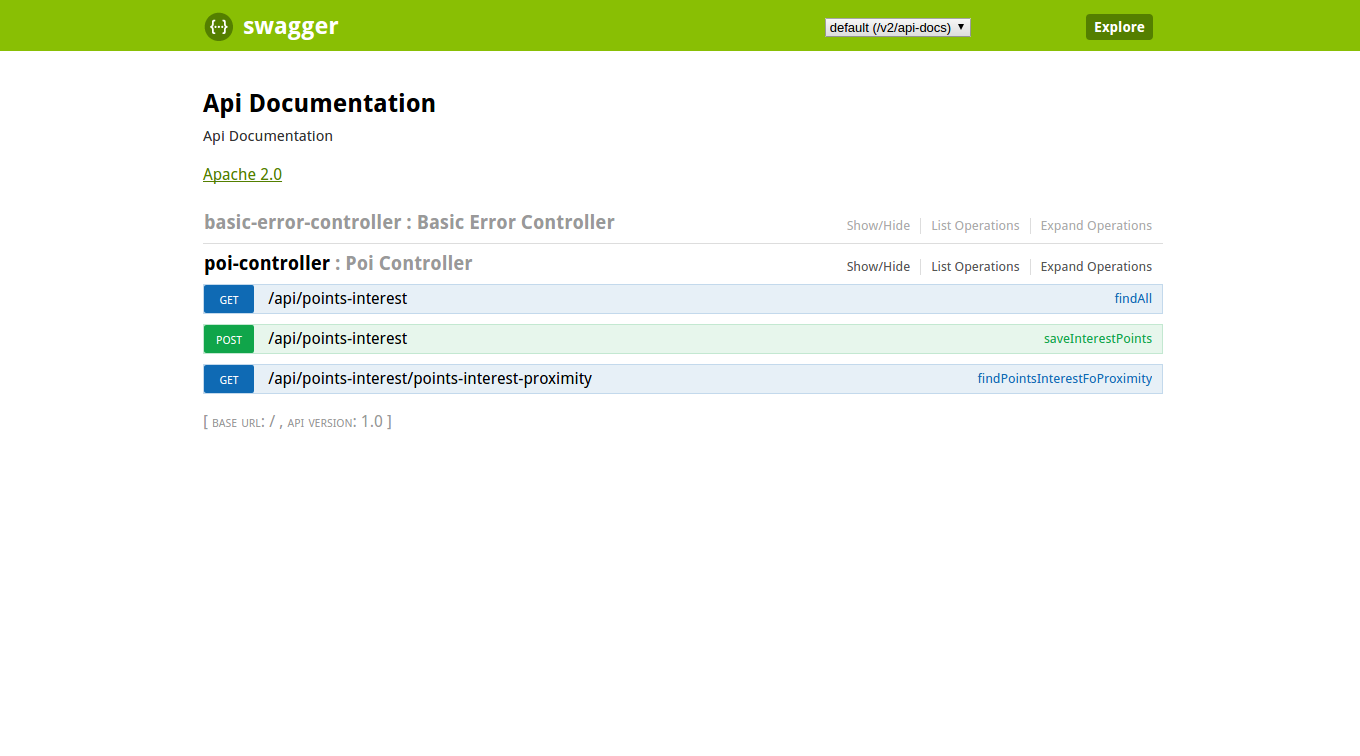 swagger default (/v2/api-docs) Explore
Api Documentation
Api Documentation
Apache 2.0
basic-error-controller : Basic Error Controller Show/Hide List Operations Expand Operations
poi-controller : Poi Controller Show/Hide List Operations Expand Operations
GET /api/points-interest findAll
POST /api/points-interest saveInterestPoints
GET /api/points-interest/points-interest-proximity findPointsInterestFoProximity
[ BASE URL: / , API VERSION: 1.0 ]